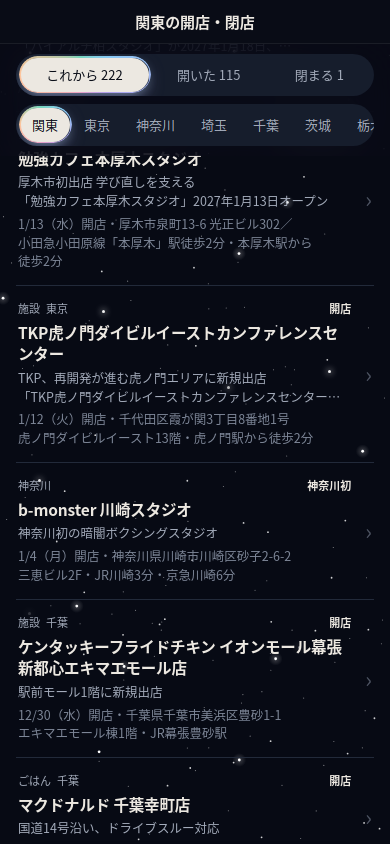 関東の開店・閉店
これから 222
開いた 115
閉まる 1
関東
東京
神奈川
埼玉
千葉
茨城
勉強カフェ本厚木スタジオ
厚木市初出店 学び直しを支える
「勉強カフェ本厚木スタジオ」2027年1月13日オープン
1/13（水）開店・厚木市泉町13-6 光正ビル302／
小田急小田原線「本厚木」駅徒歩2分・本厚木駅から
徒歩2分
施設 東京
開店
TKP虎ノ門ダイビルイーストカンファレンスセ
ンター
TKP、再開発が進む虎ノ門エリアに新規出店
「TKP虎ノ門ダイビルイーストカンファレンスセンター…
1/12（火）開店・千代田区霞が関3丁目8番地1号
虎ノ門ダイビルイースト13階・虎ノ門駅から徒歩2分
神奈川
神奈川初
b-monster 川崎スタジオ
神奈川初の暗闇ボクシングスタジオ
1/4（月）開店・神奈川県川崎市川崎区砂子2-6-2
三恵ビル2F・JR川崎3分・京急川崎6分
施設 千葉
開店
ケンタッキーフライドチキン イオンモール幕張
新都心エキマエモール店
駅前モール1階に新規出店
12/30（水）開店・千葉県千葉市美浜区豊砂1-1
エキマエモール棟1階・JR幕張豊砂駅
ごはん 千葉
開店
マクドナルド 千葉幸町店
国道14号沿い、ドライブスルー対応